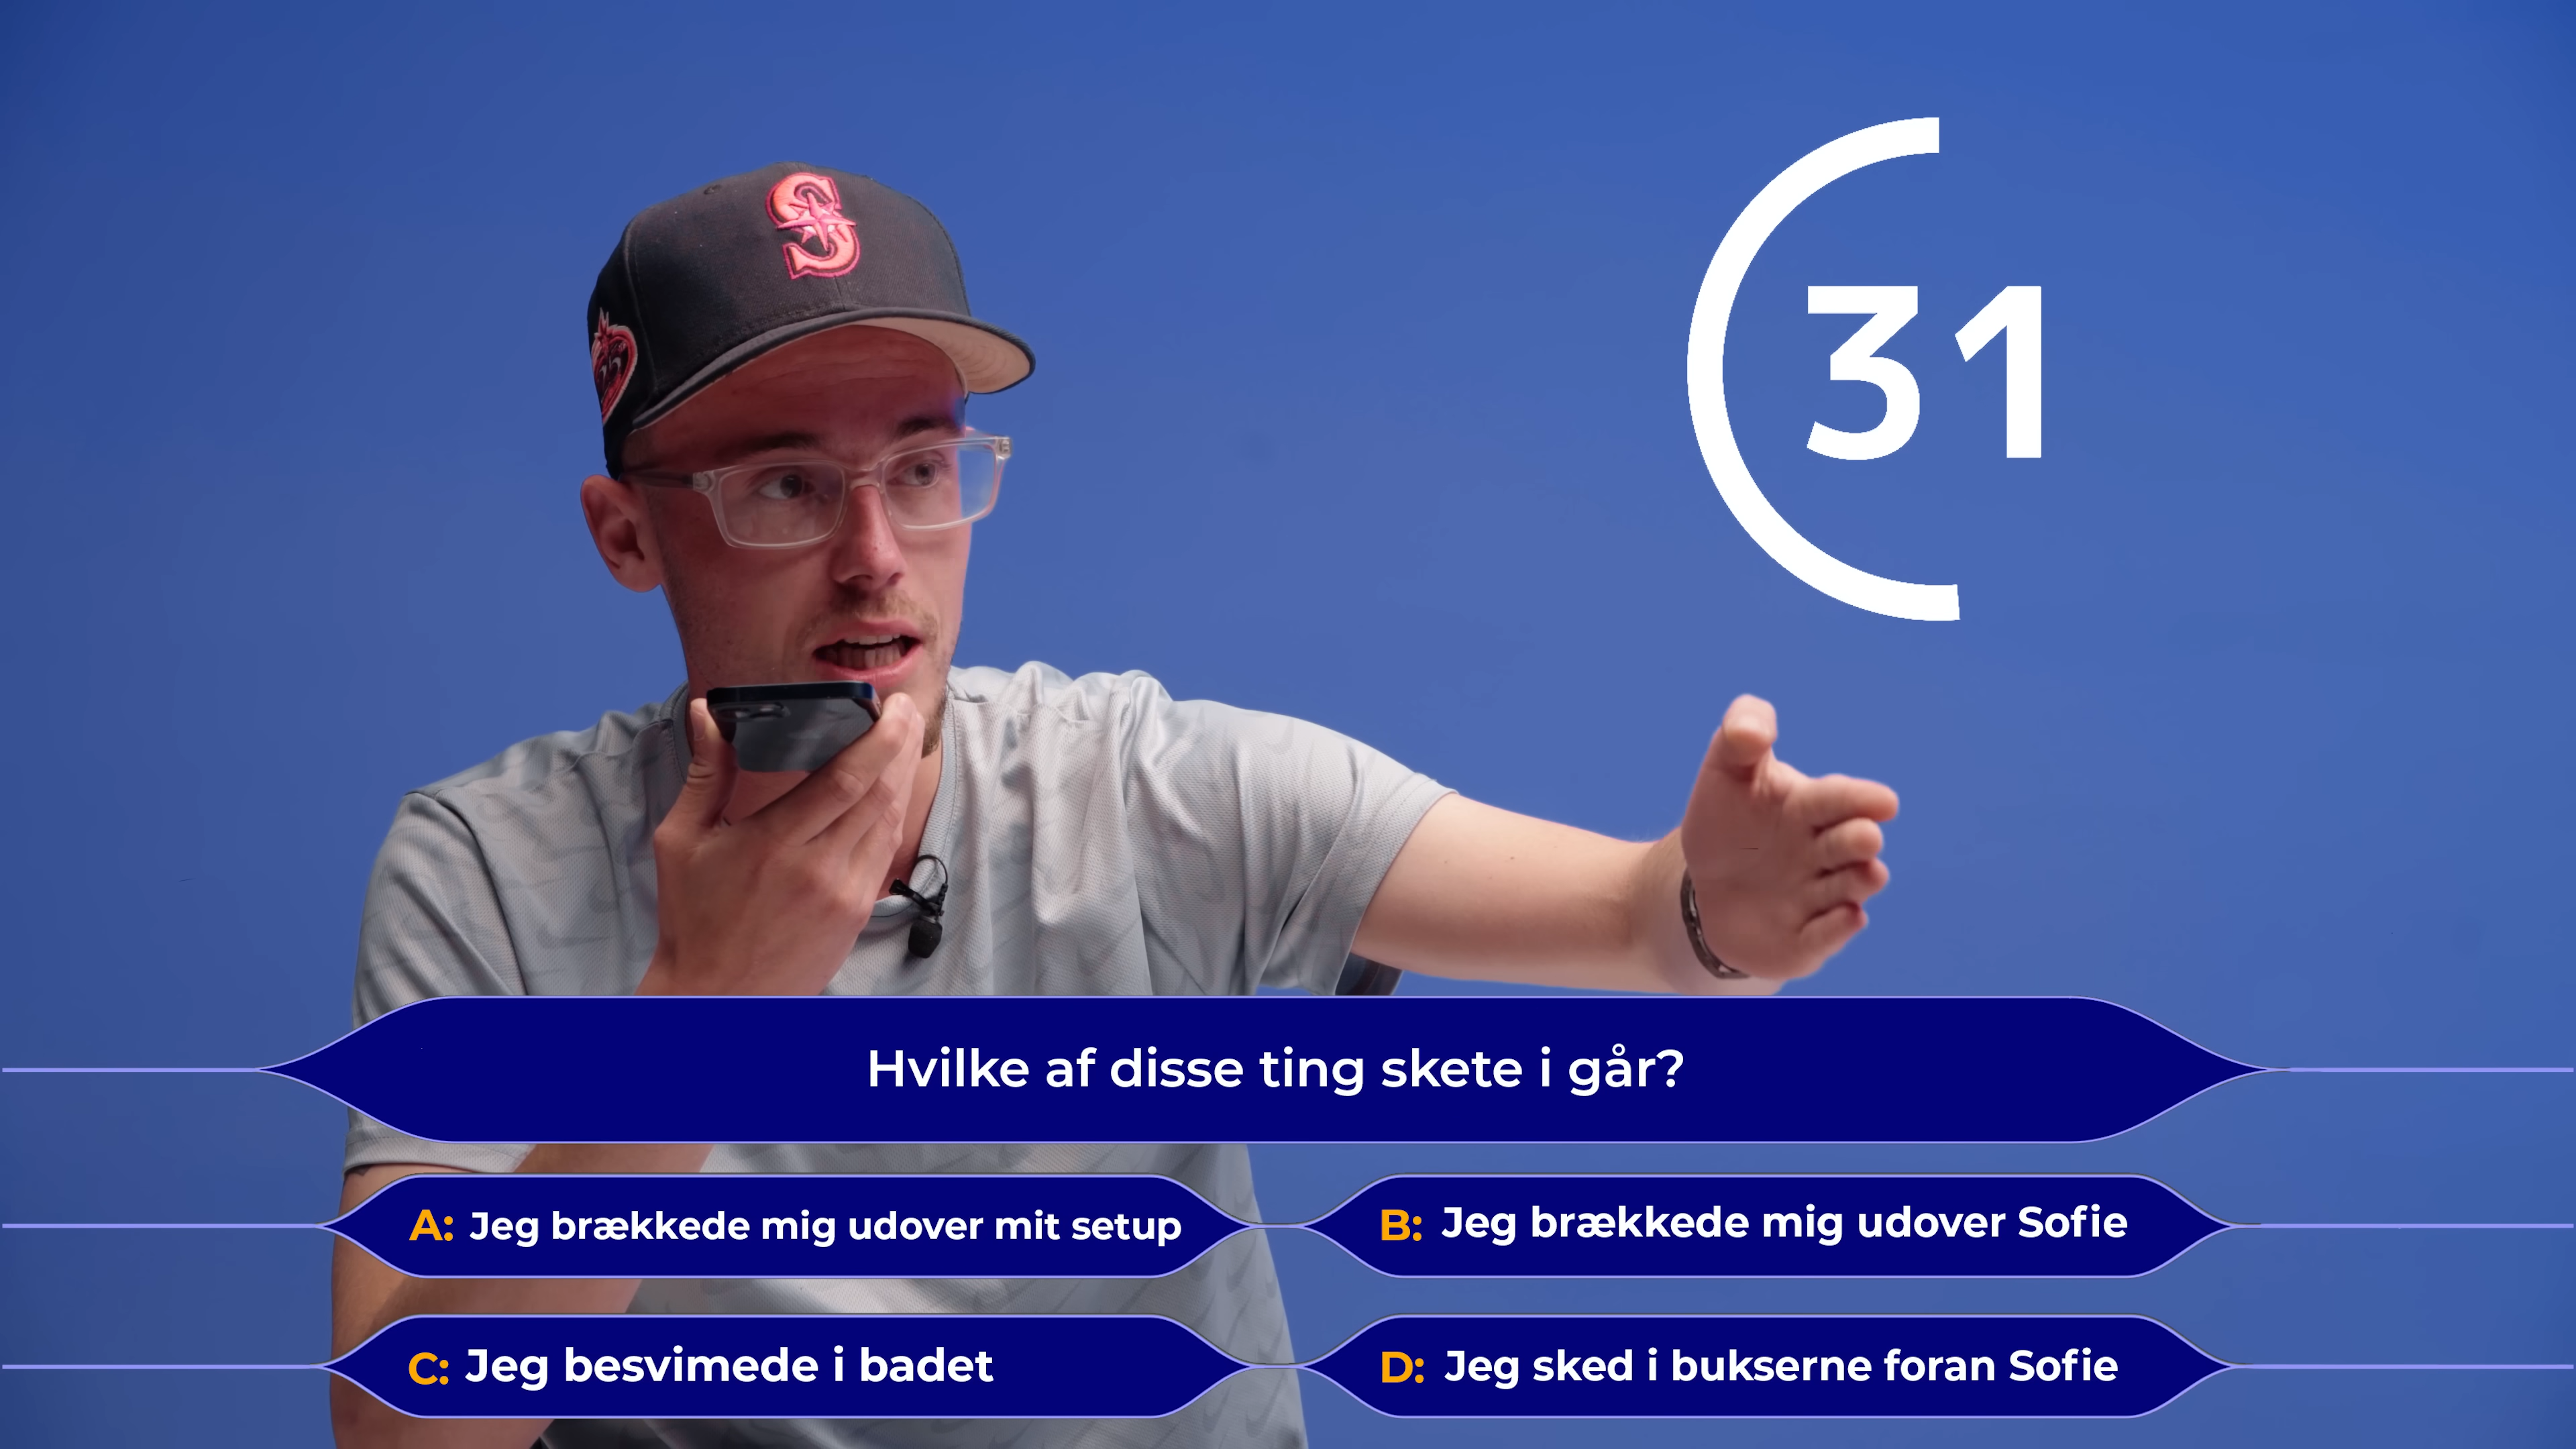 S
31
Hvilke af disse ting skete i går?
A: Jeg brækkede mig udover mit setup
B: Jeg brækkede mig udover Sofie
C: Jeg besvimede i badet
D: Jeg sked i bukserne foran Sofie